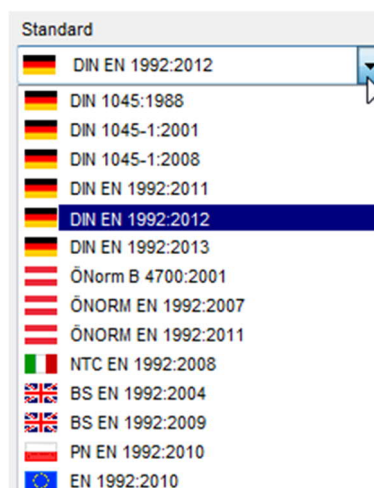 Standard
DIN EN 1992:2012
DIN 1045:1988
DIN 1045-1:2001
DIN 1045-1:2008
DIN EN 1992:2011
DIN EN 1992:2012
DIN EN 1992:2013
ÖNorm B 4700:2001
ÖNORM EN 1992:2007
ÖNORM EN 1992:2011
NTC EN 1992:2008
BS EN 1992:2004
BS EN 1992:2009
PN EN 1992:2010
EN 1992:2010